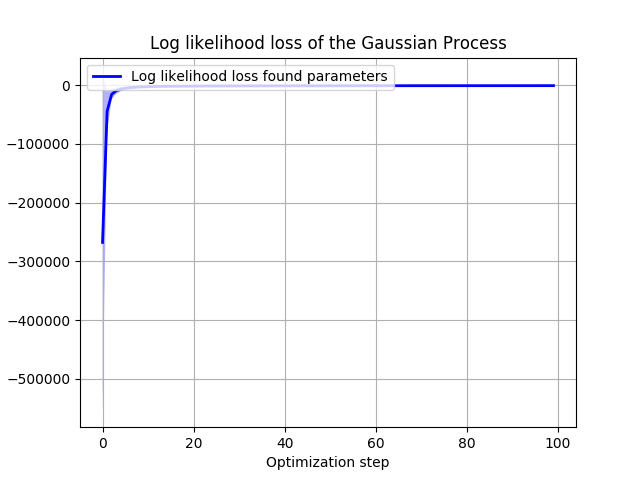 Log likelihood loss of the Gaussian Process
Log likelihood loss found parameters
0
−100000
−200000
−300000
−400000
−500000
0 20 40 60 80 100
Optimization step